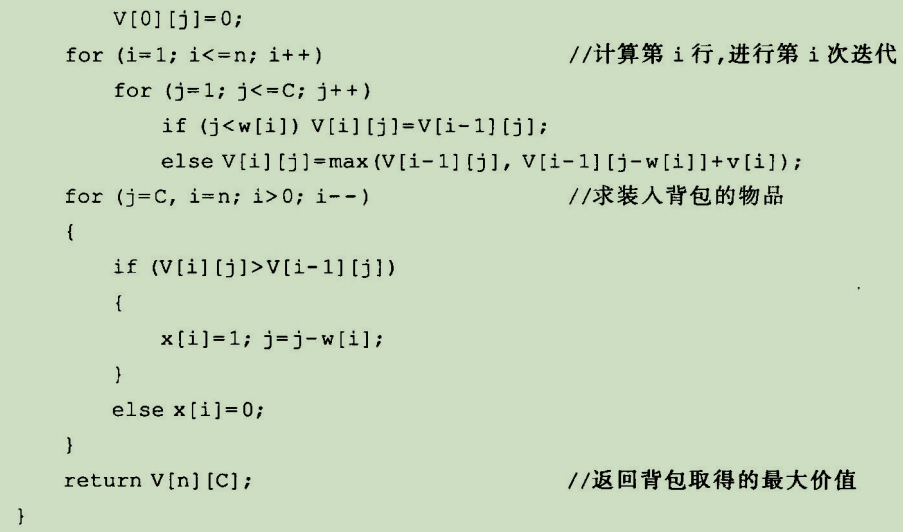 V[0][j]=0;
for (i=1; i<=n; i++) //计算第 i 行,进行第 i 次迭代
for (j=1; j<=C; j++)
if (j<w[i]) V[i][j]=V[i-1][j];
else V[i][j]=max(V[i-1][j], V[i-1][j-w[i]]+v[i]);
for (j=C, i=n; i>0; i--) //求装入背包的物品
{
if (V[i][j]>V[i-1][j])
{
x[i]=1; j=j-w[i];
}
else x[i]=0;
}
return V[n][C]; //返回背包取得的最大价值
}